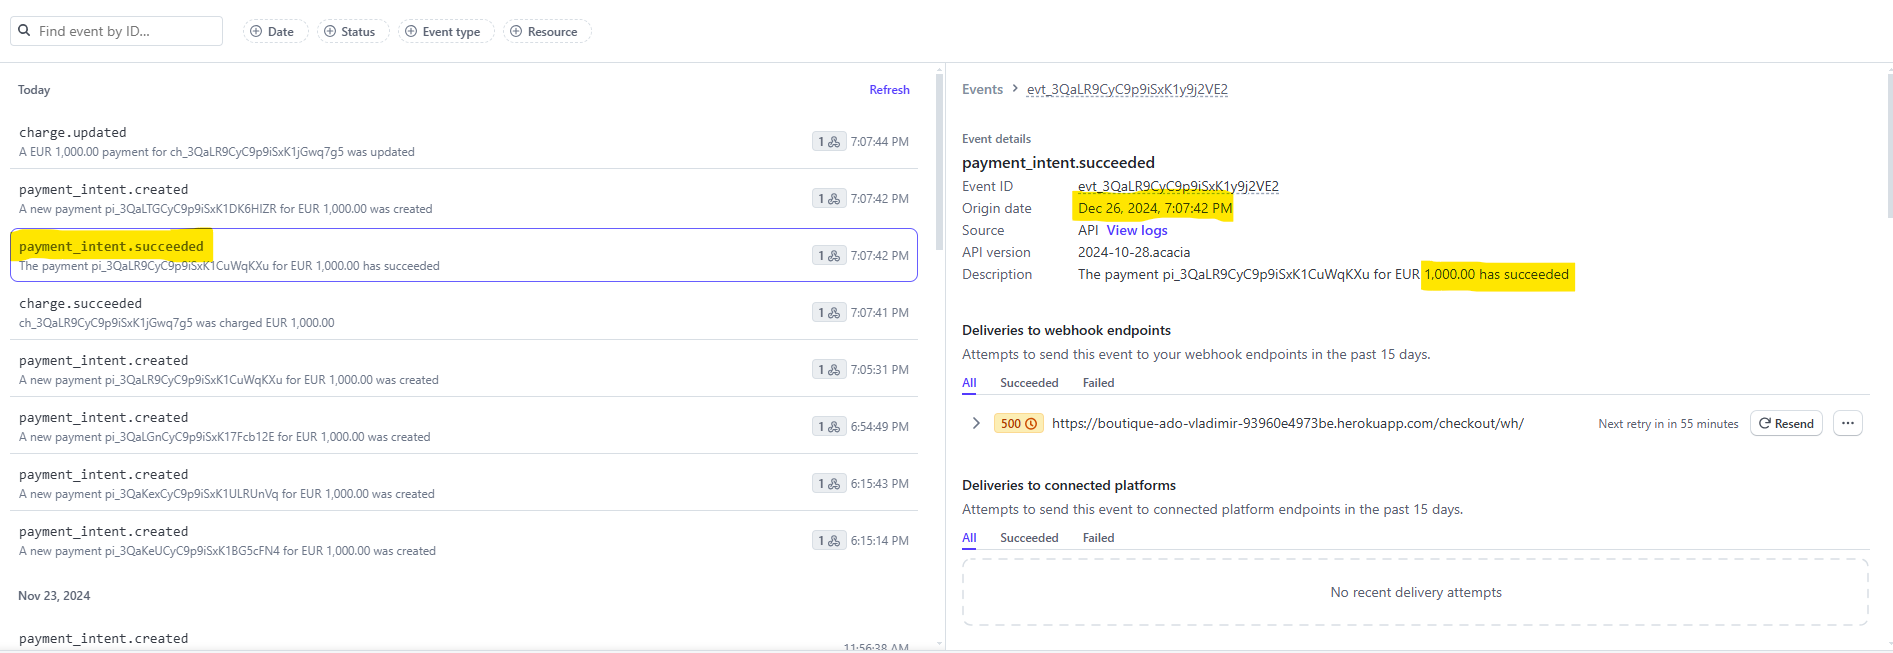 Find event by ID...
Date
Status
Event type
Resource
Today
Refresh
charge.updated
A EUR 1,000.00 payment for ch_3QaLR9CyC9p9iSxK1jGwq7g5 was updated
1
7:07:44 PM
payment_intent.created
A new payment pi_3QaLTGCyC9p9iSxK1DK6HIZR for EUR 1,000.00 was created
1
7:07:42 PM
payment_intent.succeeded
The payment pi_3QaLR9CyC9p9iSxK1CuWqKXu for EUR 1,000.00 has succeeded
1
7:07:42 PM
charge.succeeded
ch_3QaLR9CyC9p9iSxK1jGwq7g5 was charged EUR 1,000.00
1
7:07:41 PM
payment_intent.created
A new payment pi_3QaLR9CyC9p9iSxK1CuWqKXu for EUR 1,000.00 was created
1
7:05:31 PM
payment_intent.created
A new payment pi_3QaLGnCyC9p9iSxK17Fcb12E for EUR 1,000.00 was created
1
6:54:49 PM
payment_intent.created
A new payment pi_3QaKexCyC9p9iSxK1ULRUnVq for EUR 1,000.00 was created
1
6:15:43 PM
payment_intent.created
A new payment pi_3QaKeUCyC9p9iSxK1BG5cFN4 for EUR 1,000.00 was created
1
6:15:14 PM
Nov 23, 2024
payment_intent.created
11:56:38 AM
Events
evt_3QaLR9CyC9p9iSxK1y9j2VE2
Event details
payment_intent.succeeded
Event ID
evt_3QaLR9CyC9p9iSxK1y9j2VE2
Origin date
Dec 26, 2024, 7:07:42 PM
Source
API View logs
API version
2024-10-28.acacia
Description
The payment pi_3QaLR9CyC9p9iSxK1CuWqKXu for EUR 1,000.00 has succeeded
Deliveries to webhook endpoints
Attempts to send this event to your webhook endpoints in the past 15 days.
All
Succeeded
Failed
500
https://boutique-ado-vladimir-93960e4973be.herokuapp.com/checkout/wh/
Next retry in in 55 minutes
Resend
Deliveries to connected platforms
Attempts to send this event to connected platform endpoints in the past 15 days.
All
Succeeded
Failed
No recent delivery attempts